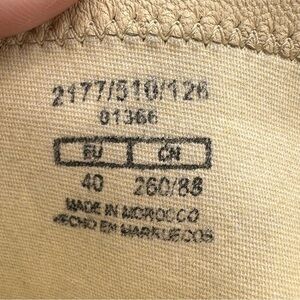 2177/510/126
01366
EU CN
40 260/88
MADE IN MOROCCO
HECHO EN MARRUECOS